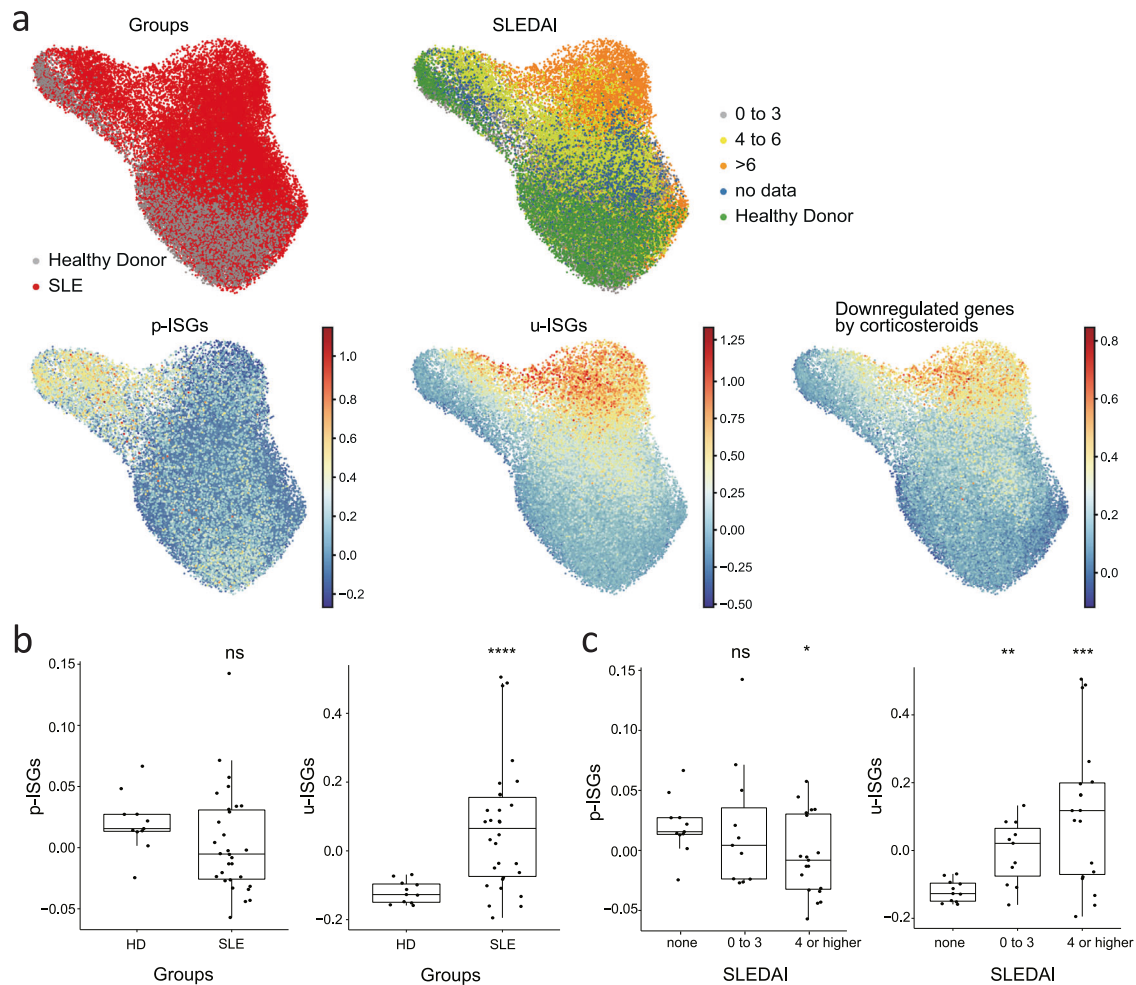 a
Groups
SLEDAI
0 to 3
4 to 6
>6
no data
Healthy Donor
Healthy Donor
SLE
p-ISGs
1.0
0.8
0.6
0.4
0.2
0.0
−0.2
u-ISGs
1.25
1.00
0.75
0.50
0.25
0.00
−0.25
−0.50
Downregulated genes
by corticosteroids
0.8
0.6
0.4
0.2
0.0
b
0.15
0.10
0.05
0.00
−0.05
p-ISGs
ns
HD
SLE
Groups
0.4
0.2
0.0
−0.2
u-ISGs
****
HD
SLE
Groups
c
0.15
0.10
0.05
0.00
−0.05
p-ISGs
ns
*
none
0 to 3
4 or higher
SLEDAI
0.4
0.2
0.0
−0.2
u-ISGs
**
***
none
0 to 3
4 or higher
SLEDAI